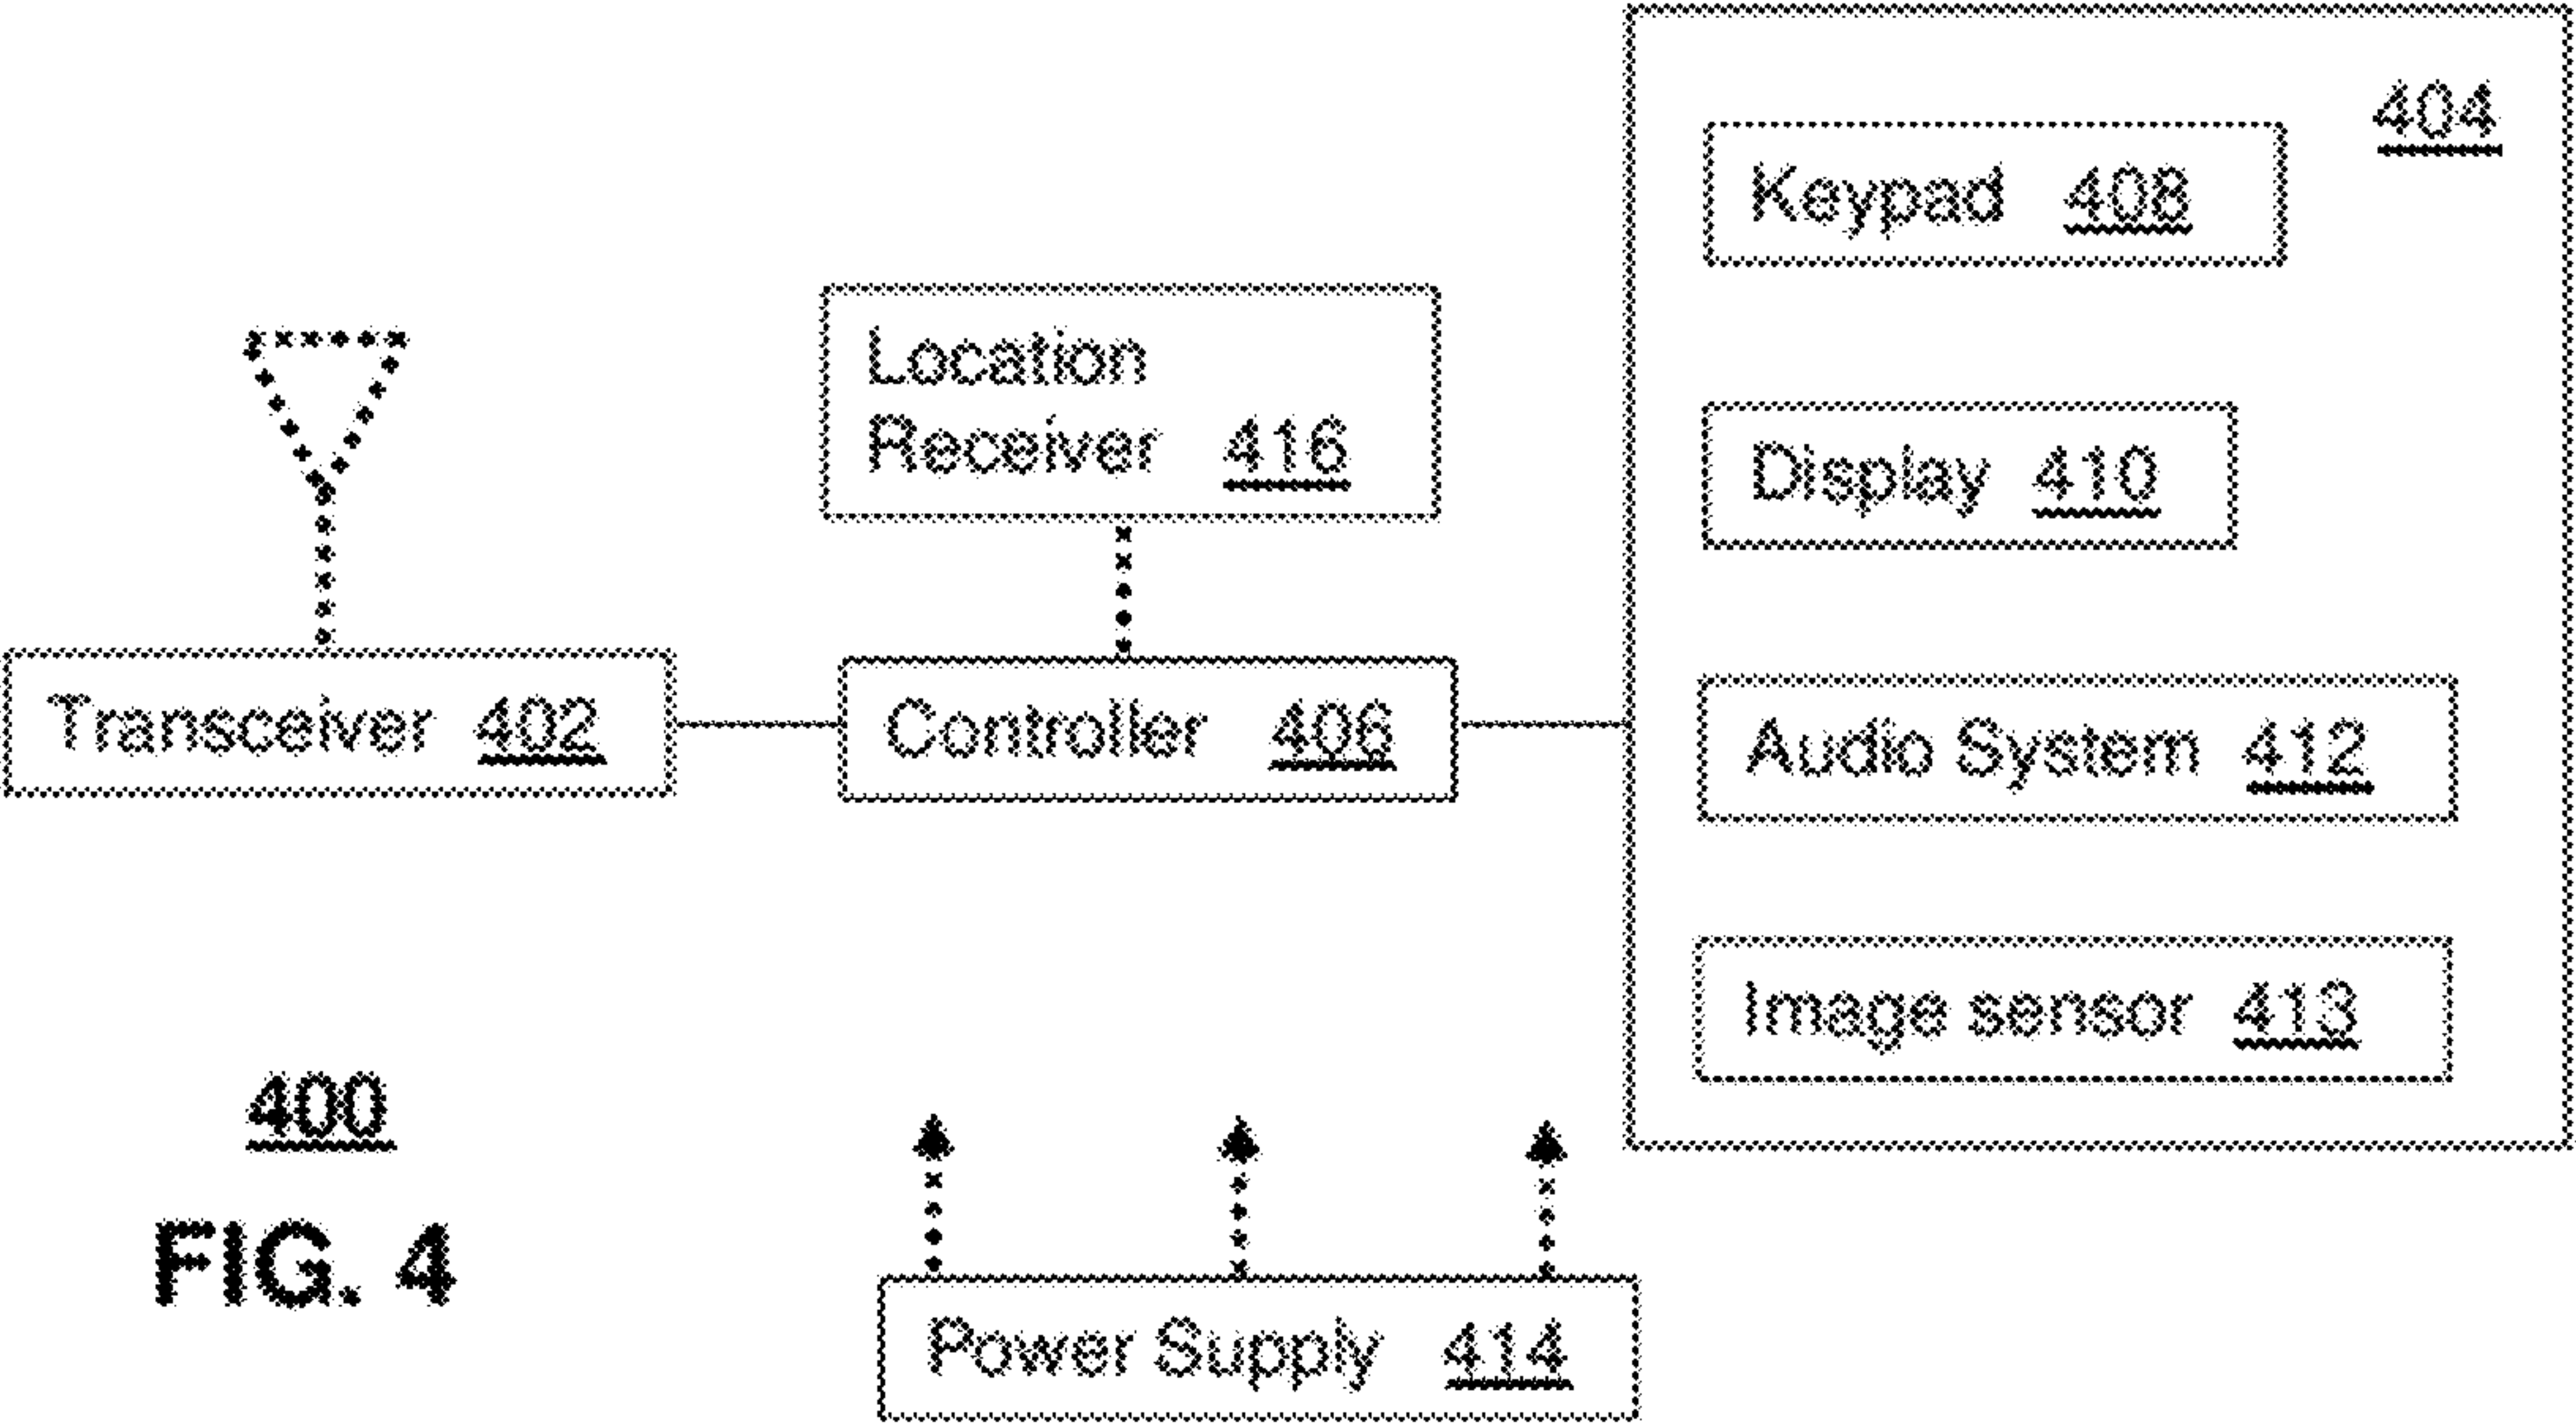 404
Keypad 408
Location
Receiver 416
Display 410
Transceiver 402
Controller 406
Audio System 412
Image sensor 413
400
FIG. 4
Power Supply 414